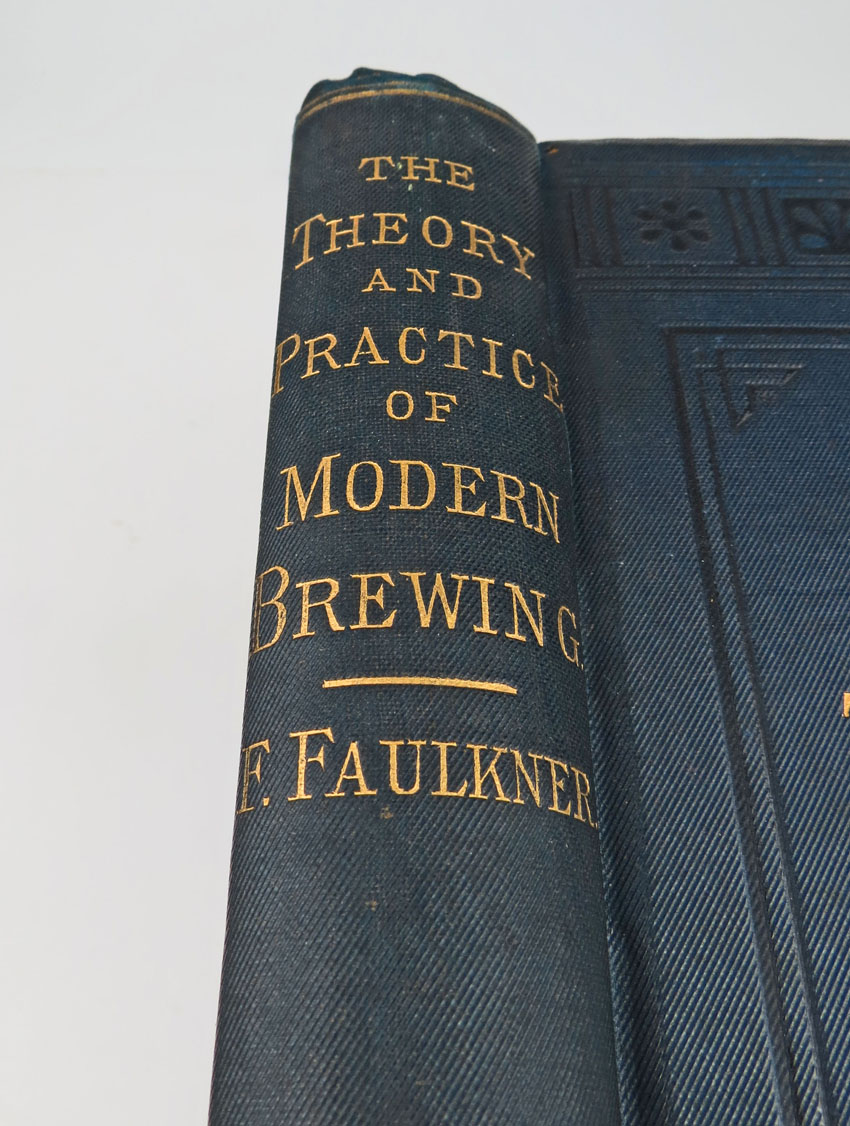 THE
THEORY
AND
PRACTICE
OF
MODERN
BREWING.
F. FAULKNER.